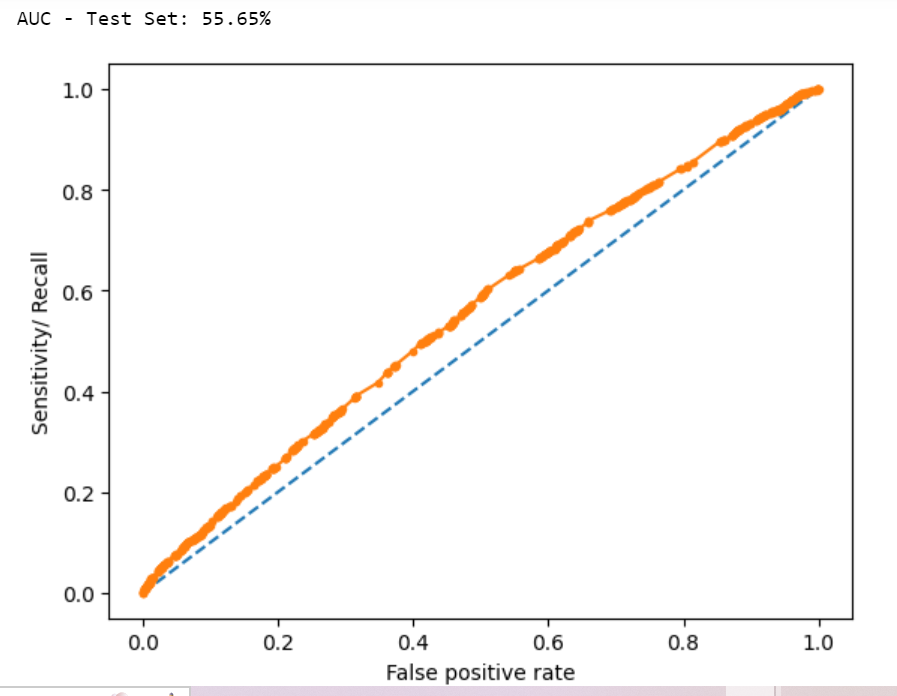 AUC - Test Set: 55.65%
1.0
0.8
0.6
0.4
0.2
0.0
Sensitivity/ Recall
0.0 0.2 0.4 0.6 0.8 1.0
False positive rate